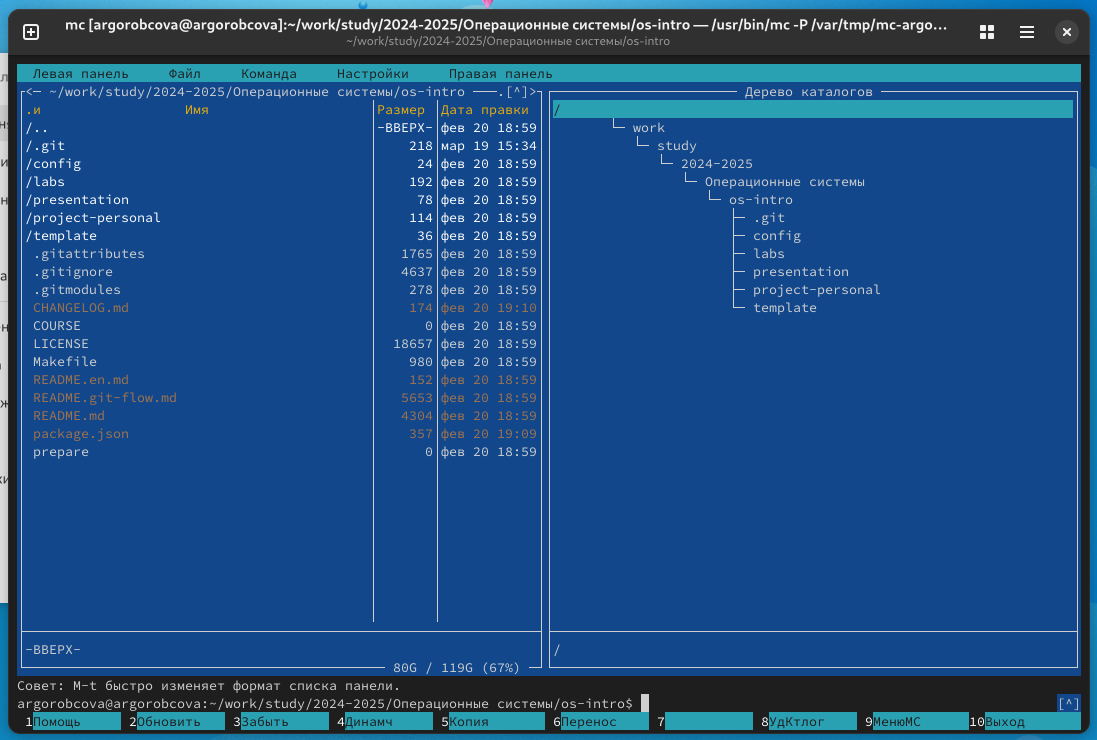 mc [argorobcova@argorobcova]:~/work/study/2024-2025/Операционные системы/os-intro — /usr/bin/mc -P /var/tmp/mc-argo…
~/work/study/2024-2025/Операционные системы/os-intro
Левая панель Файл Команда Настройки Правая панель
<─ ~/work/study/2024-2025/Операционные системы/os-intro ───.[^]>
Дерево каталогов
.и Имя Размер Дата правки
/
/.. -ВВЕРХ- фев 20 18:59
work
/.git 218 мар 19 15:34
study
/config 24 фев 20 18:59
2024-2025
/labs 192 фев 20 18:59
Операционные системы
/presentation 78 фев 20 18:59
os-intro
/project-personal 114 фев 20 18:59
.git
/template 36 фев 20 18:59
config
.gitattributes 1765 фев 20 18:59
labs
.gitignore 4637 фев 20 18:59
presentation
.gitmodules 278 фев 20 18:59
project-personal
CHANGELOG.md 174 фев 20 19:10
template
COURSE 0 фев 20 18:59
LICENSE 18657 фев 20 18:59
Makefile 980 фев 20 18:59
README.en.md 152 фев 20 18:59
README.git-flow.md 5653 фев 20 18:59
README.md 4304 фев 20 18:59
package.json 357 фев 20 19:09
prepare 0 фев 20 18:59
-ВВЕРХ-
/
80G / 119G (67%)
Совет: M-t быстро изменяет формат списка панели.
argorobcova@argorobcova:~/work/study/2024-2025/Операционные системы/os-intro$ [^]
1Помощь 2Обновить 3Забыть 4Динамч 5Копия 6Перенос 7 8УдКтлог 9МенюМС 10Выход